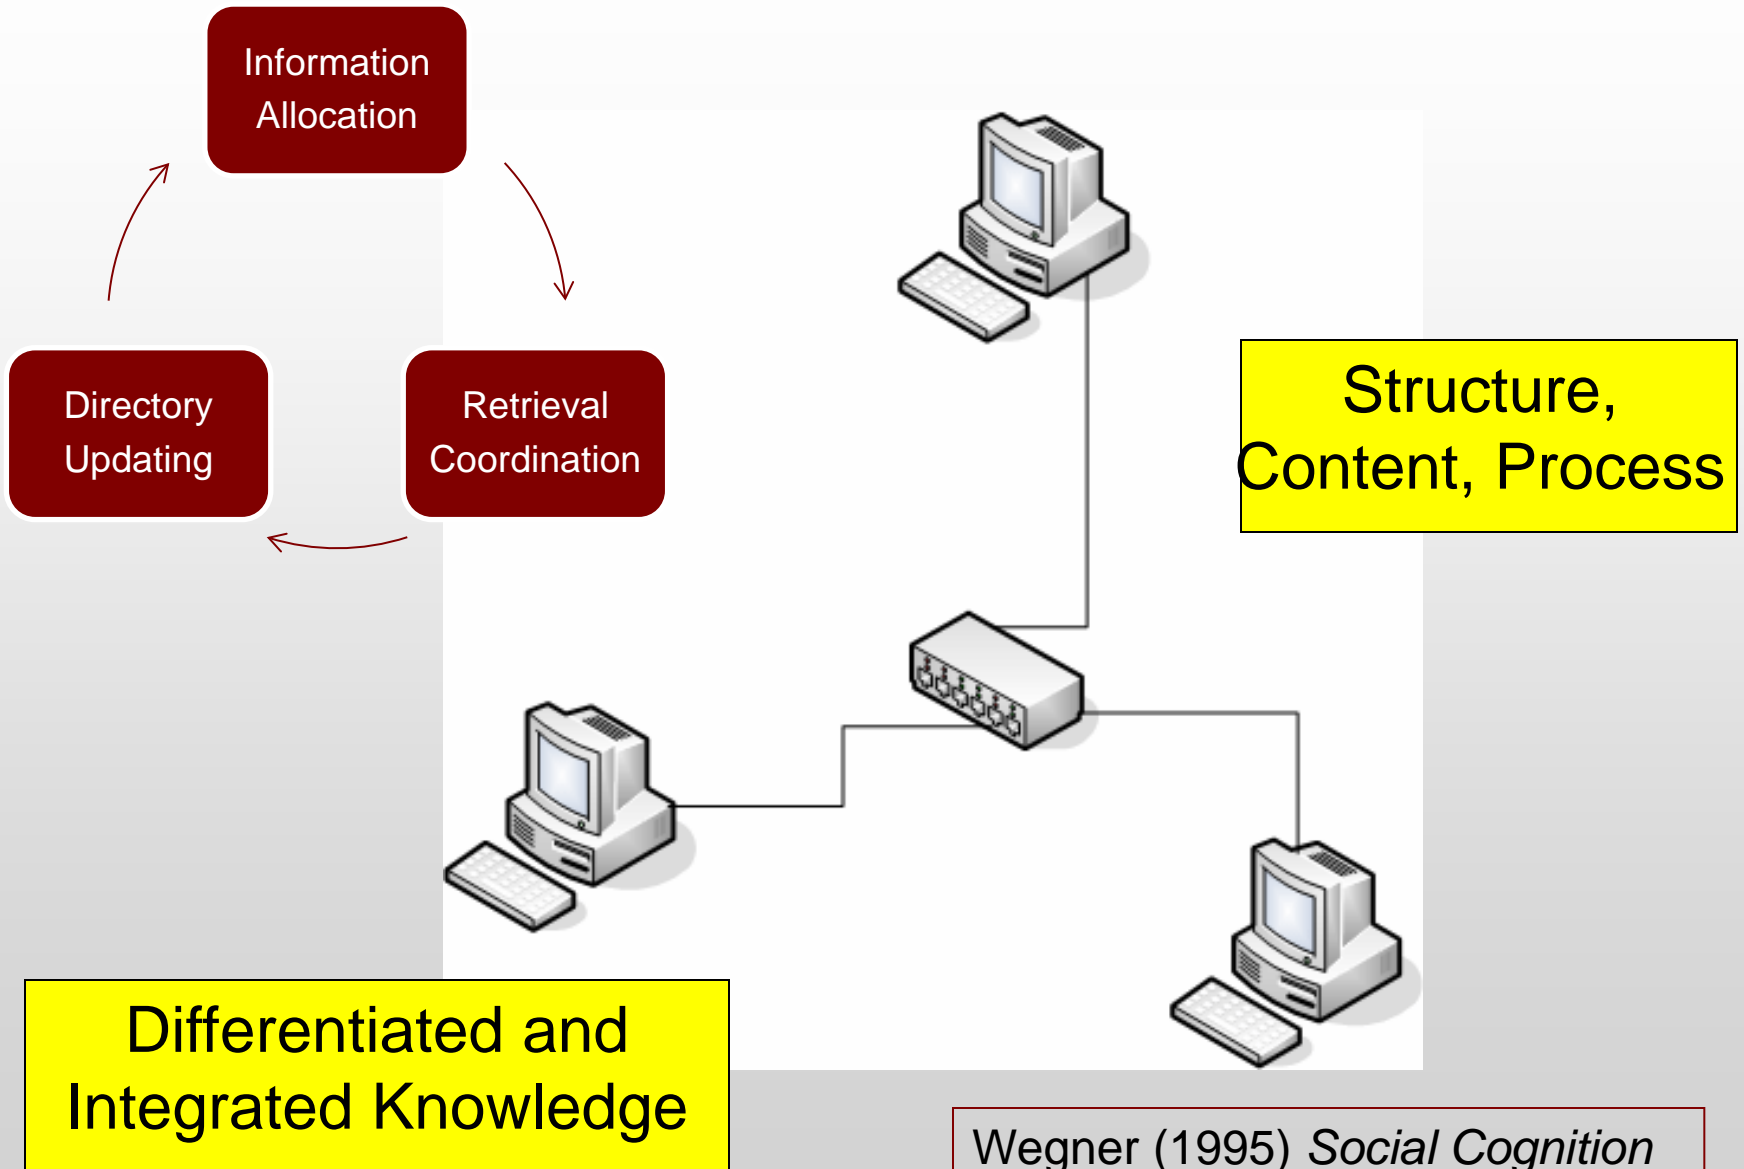 Information
Allocation
Directory
Updating
Retrieval
Coordination
Structure,
Content, Process
Differentiated and
Integrated Knowledge
Wegner (1995) Social Cognition